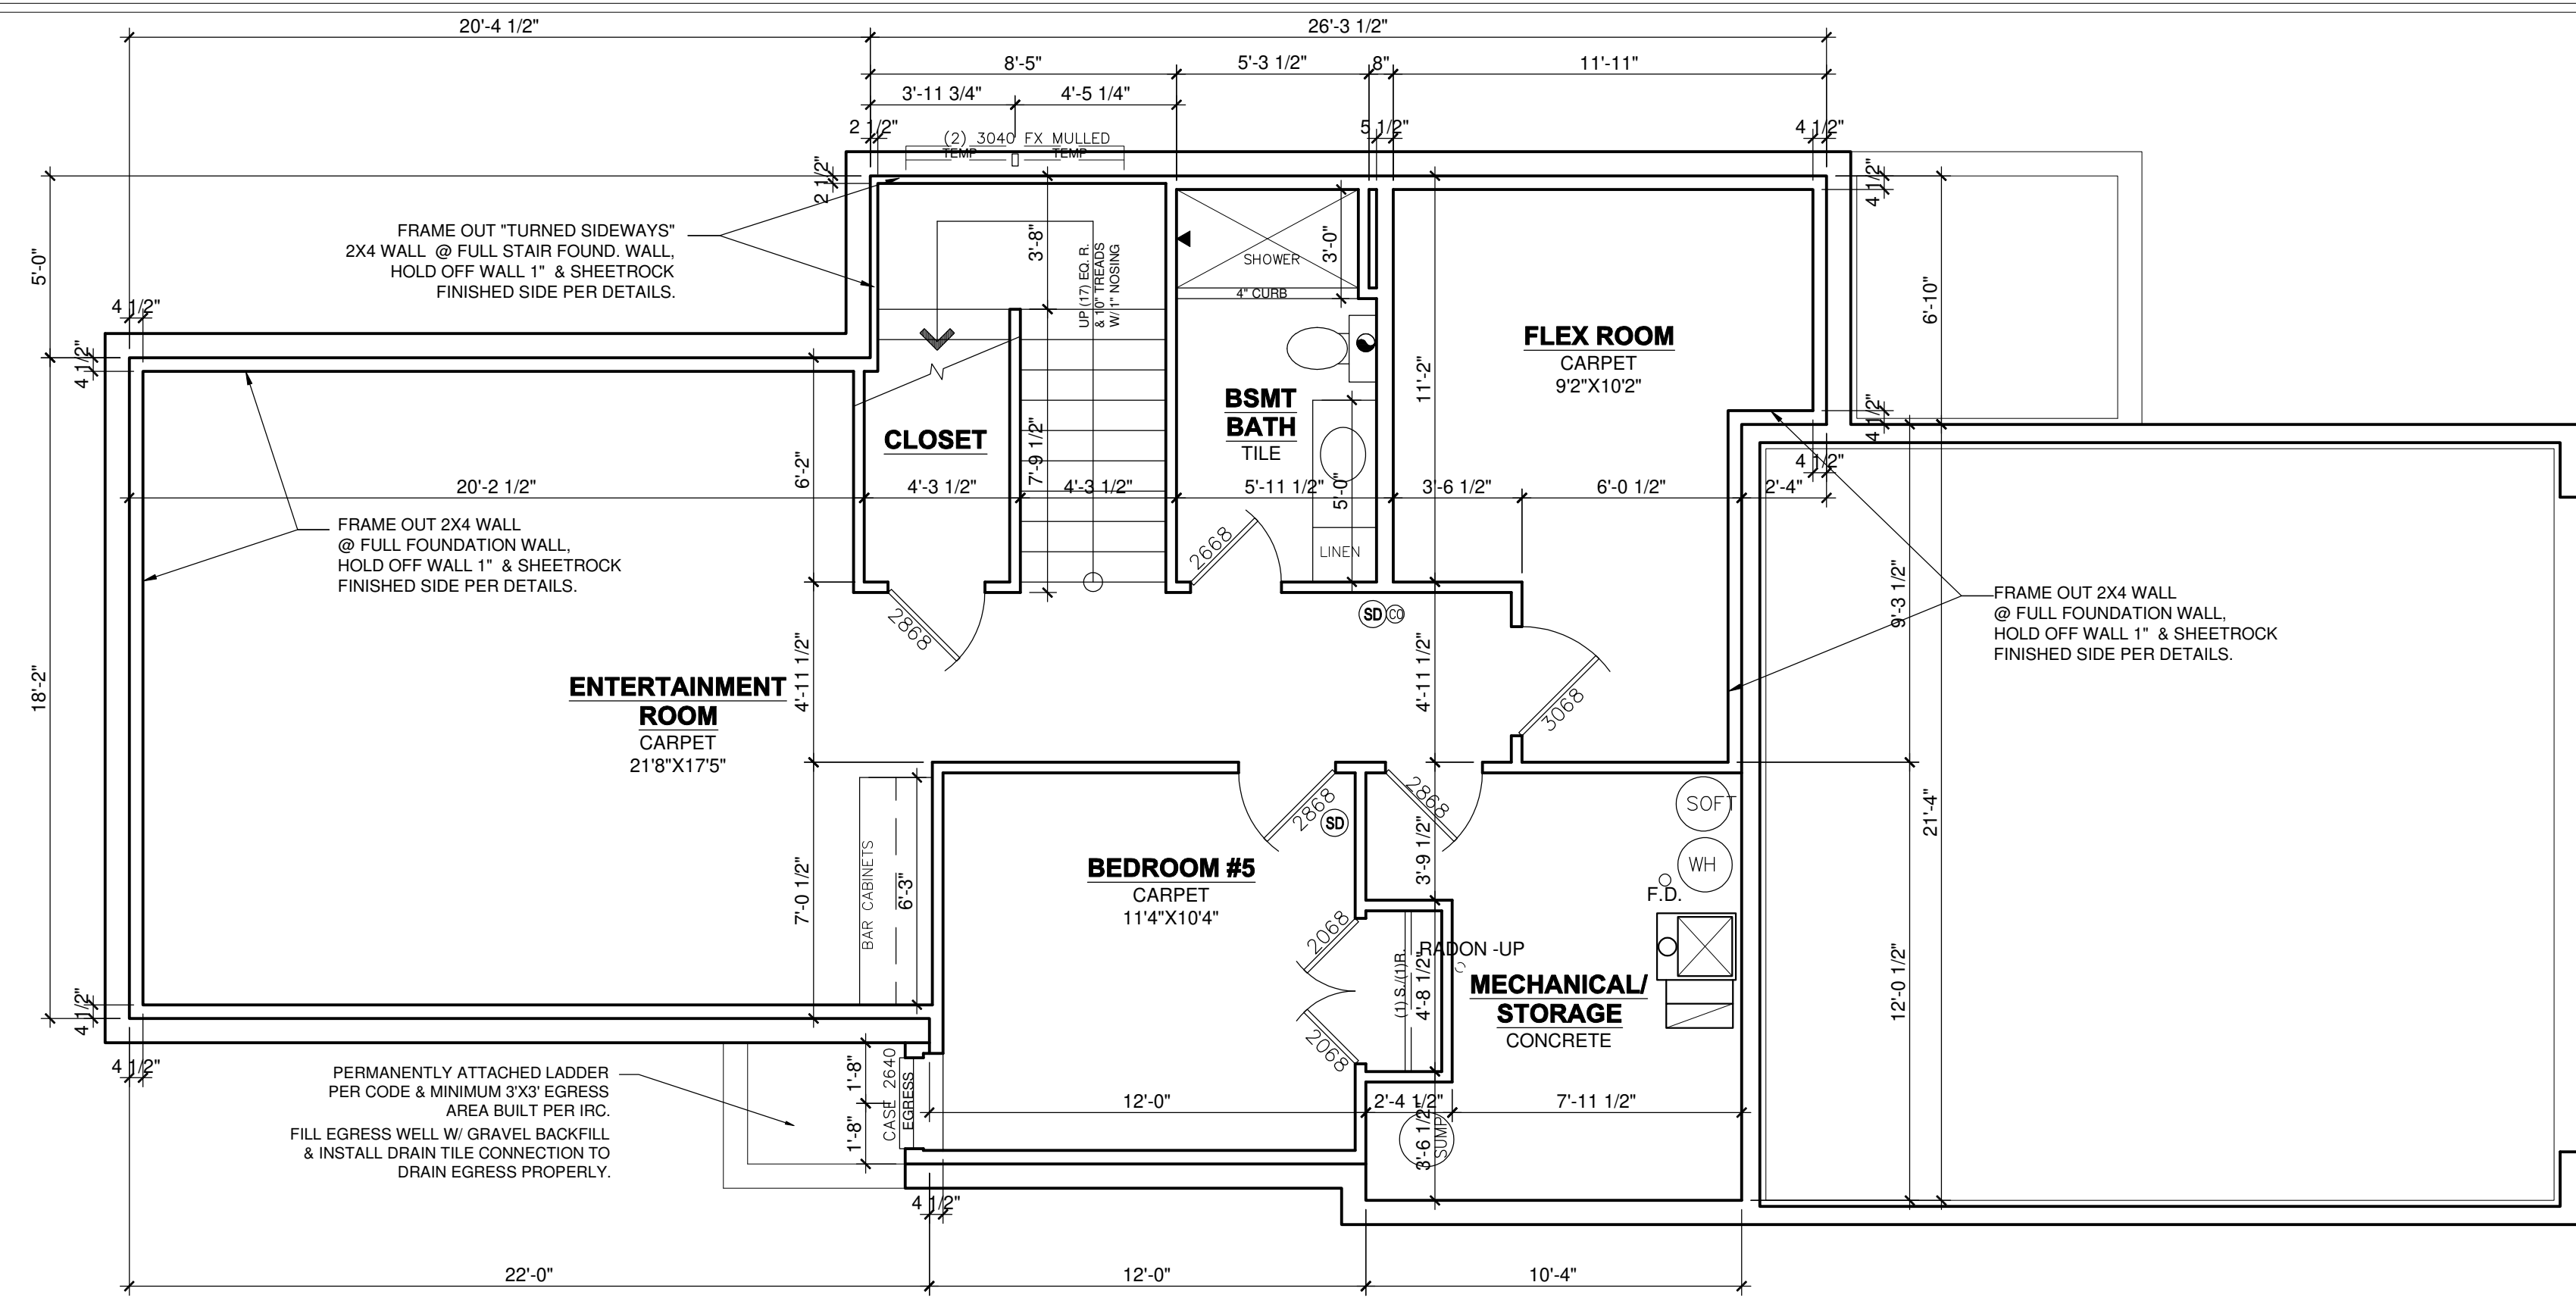 20'-4 1/2"
26'-3 1/2"
8'-5"
5'-3 1/2"
8"
11'-11"
3'-11 3/4"
4'-5 1/4"
2 1/2"
(2) 3040 FX MULLED
TEMP
TEMP
5 1/2"
4 1/2"
2 1/2"
4 1/2"
5'-0"
FRAME OUT "TURNED SIDEWAYS"
2X4 WALL @ FULL STAIR FOUND. WALL,
HOLD OFF WALL 1" & SHEETROCK
FINISHED SIDE PER DETAILS.
3'-8"
UP (17) EQ. R.
& 10" TREADS
W/ 1" NOSING
3'-0"
SHOWER
4" CURB
6'-10"
4 1/2"
4 1/2"
FLEX ROOM
CARPET
9'2"X10'2"
11'-2"
BSMT
BATH
TILE
CLOSET
7'-9 1/2"
6'-2"
4 1/2"
4 1/2"
20'-2 1/2"
4'-3 1/2"
4'-3 1/2"
5'-11 1/2"
5'-0"
3'-6 1/2"
6'-0 1/2"
2'-4"
FRAME OUT 2X4 WALL
@ FULL FOUNDATION WALL,
HOLD OFF WALL 1" & SHEETROCK
FINISHED SIDE PER DETAILS.
2668
LINEN
SD
CO
2868
9'-3 1/2"
FRAME OUT 2X4 WALL
@ FULL FOUNDATION WALL,
HOLD OFF WALL 1" & SHEETROCK
FINISHED SIDE PER DETAILS.
18'-2"
ENTERTAINMENT
ROOM
CARPET
21'8"X17'5"
4'-11 1/2"
4'-11 1/2"
3068
2868
SD
2868
SOFT
WH
F.D.
21'-4"
BAR CABINETS
6'-3"
7'-0 1/2"
BEDROOM #5
CARPET
11'4"X10'4"
3'-9 1/2"
2068
(1) S./(1)R.
4'-8 1/2"
RADON -UP
MECHANICAL/
STORAGE
CONCRETE
12'-0 1/2"
2068
4 1/2"
4 1/2"
PERMANENTLY ATTACHED LADDER
PER CODE & MINIMUM 3'X3' EGRESS
AREA BUILT PER IRC.
FILL EGRESS WELL W/ GRAVEL BACKFILL
& INSTALL DRAIN TILE CONNECTION TO
DRAIN EGRESS PROPERLY.
1'-8"
1'-8"
CASE 2640
EGRESS
12'-0"
2'-4 1/2"
7'-11 1/2"
3'-6 1/2"
SUMP
4 1/2"
22'-0"
12'-0"
10'-4"